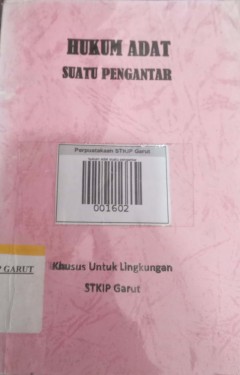 HUKUM ADAT
SUATU PENGANTAR
Perpustakaan STKIP Garut
001602
P GARUT
Khusus Untuk Lingkungan
STKIP Garut